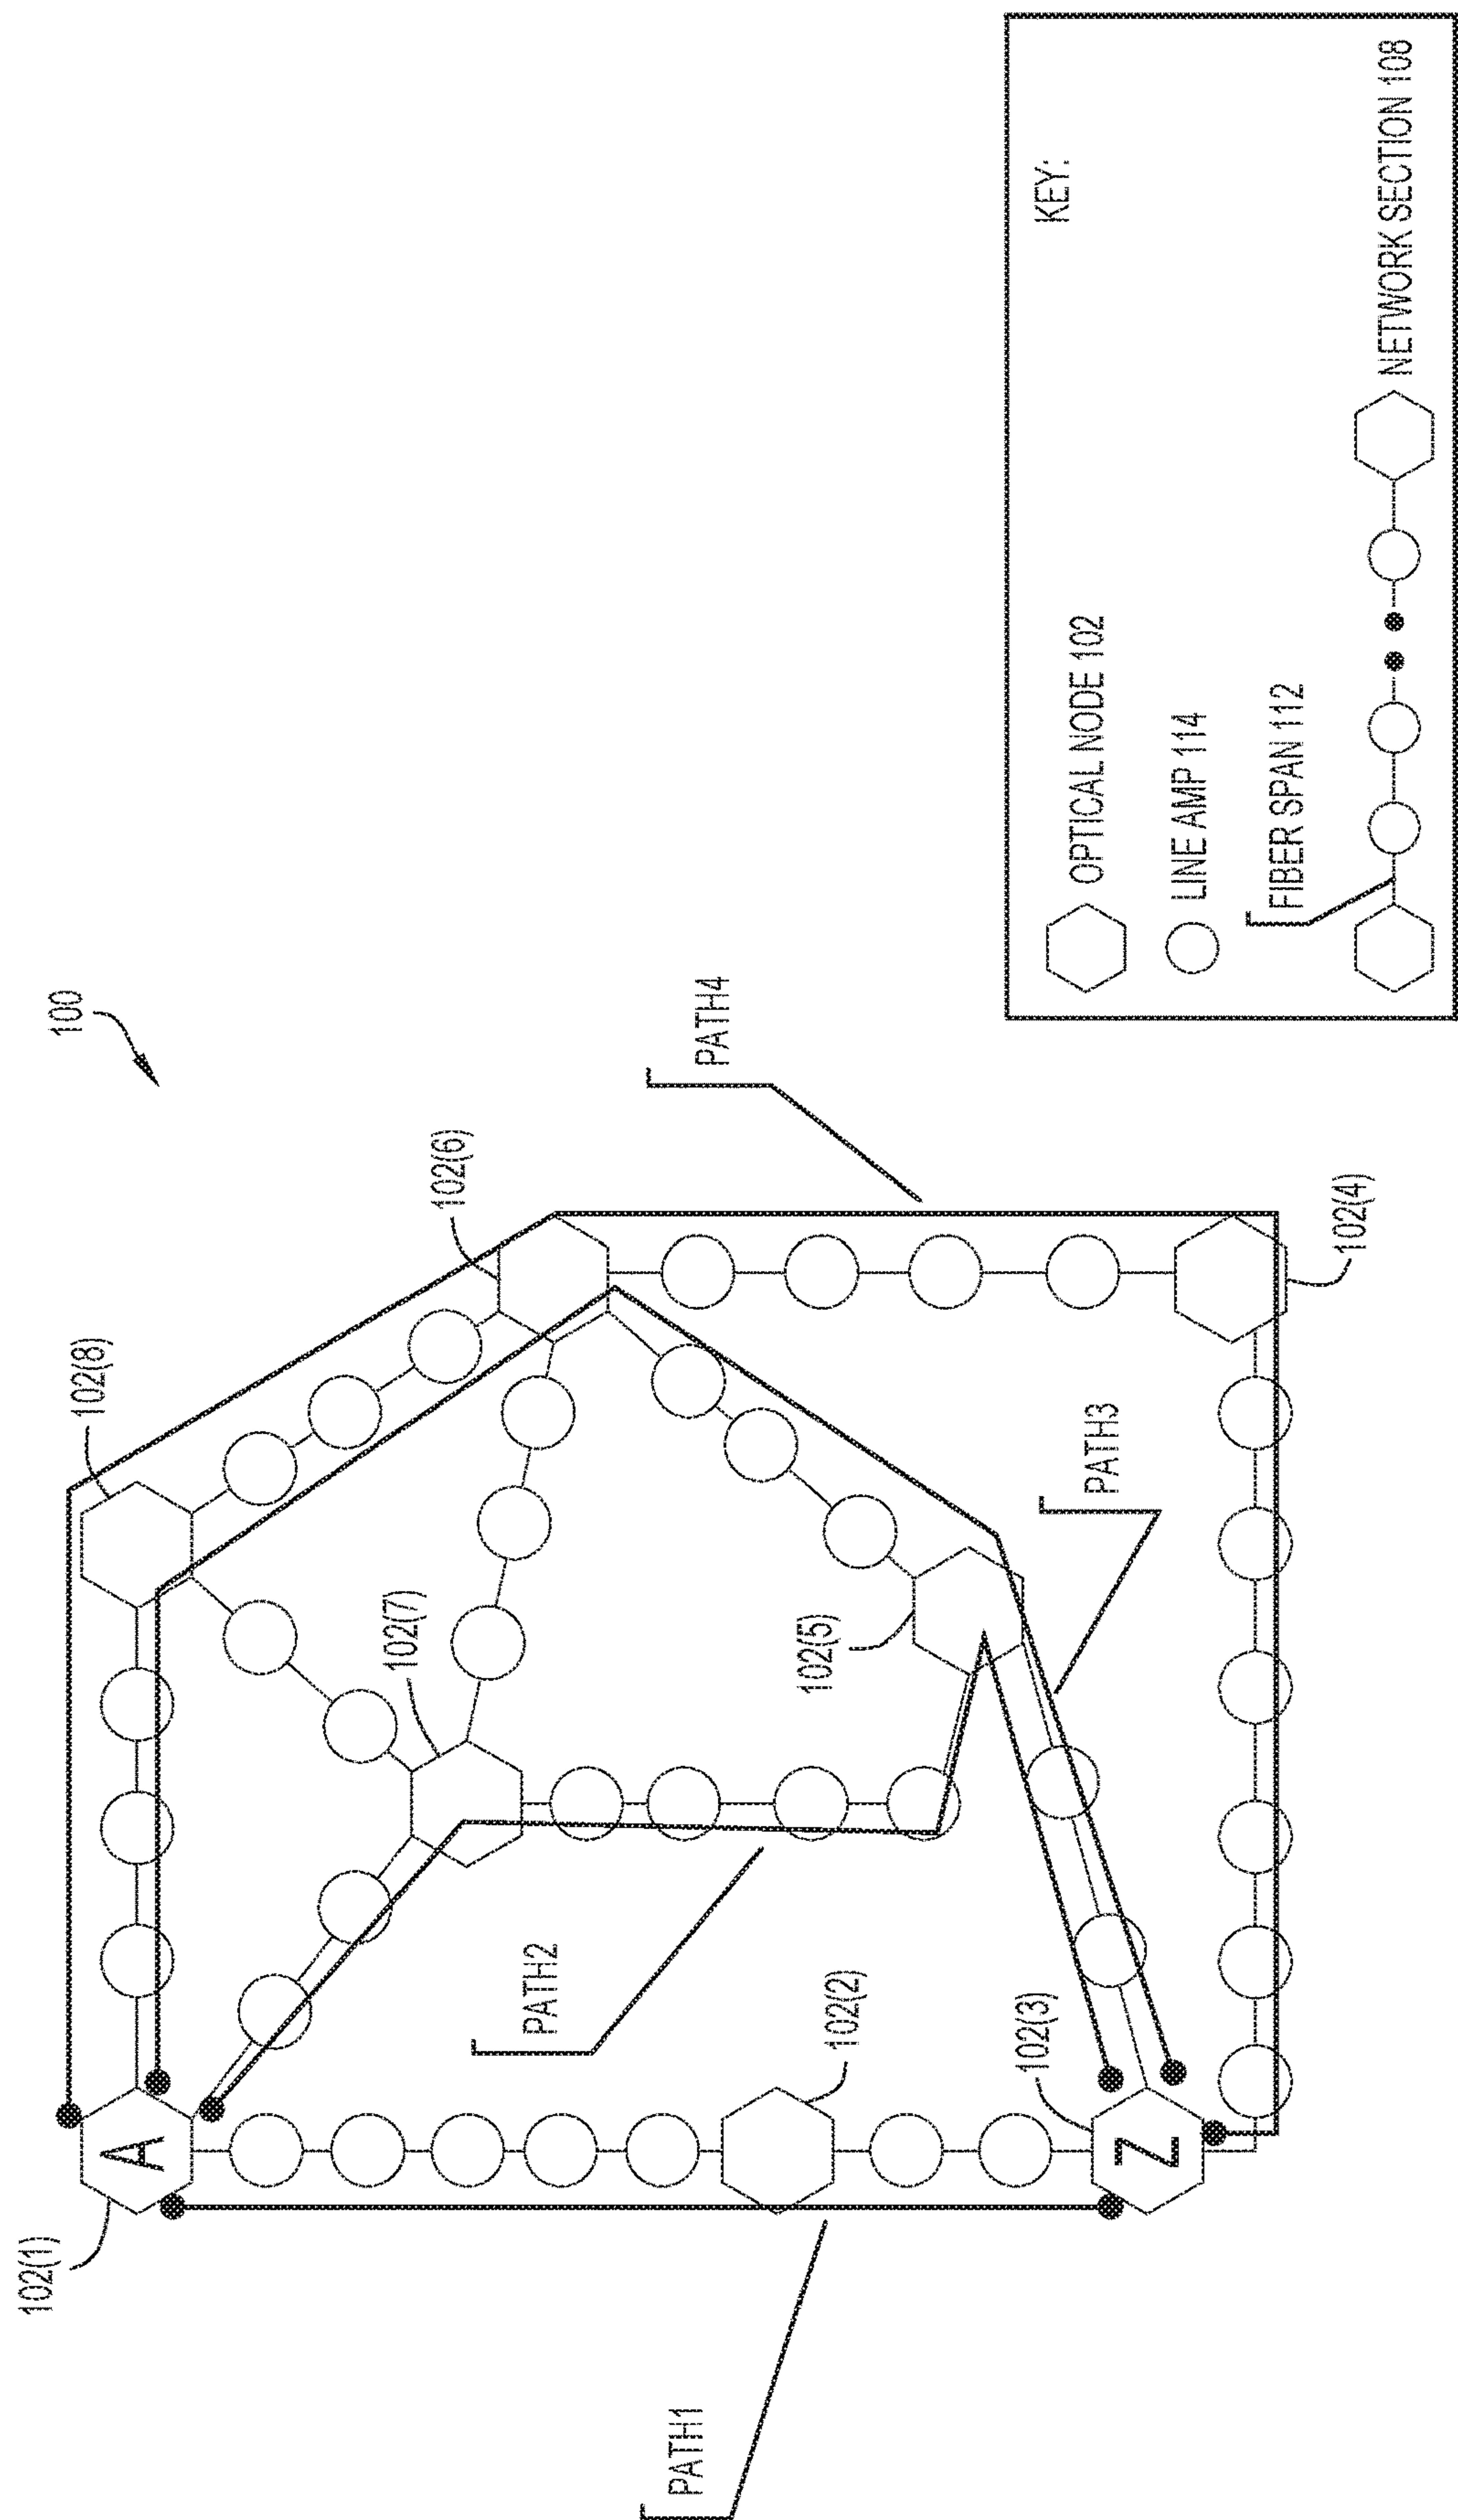 100
102(1)
A
102(8)
102(6)
102(7)
PATH4
PATH2
102(5)
PATH1
102(2)
PATH3
102(3)
Z
102(4)
KEY:
OPTICAL NODE 102
LINE AMP 114
FIBER SPAN 112
NETWORK SECTION 108